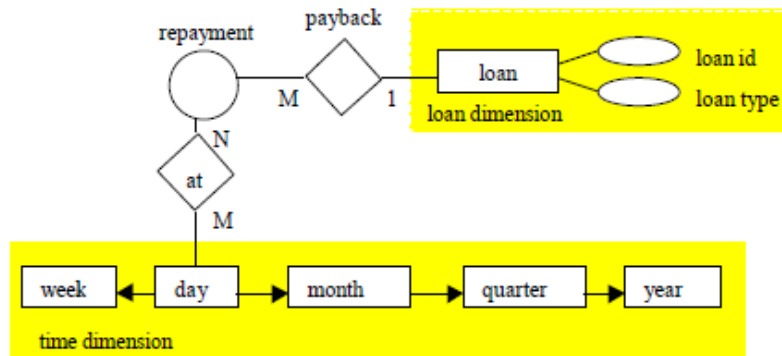 repayment
payback
loan
loan id
loan type
M
1
loan dimension
N
at
M
week
day
month
quarter
year
time dimension